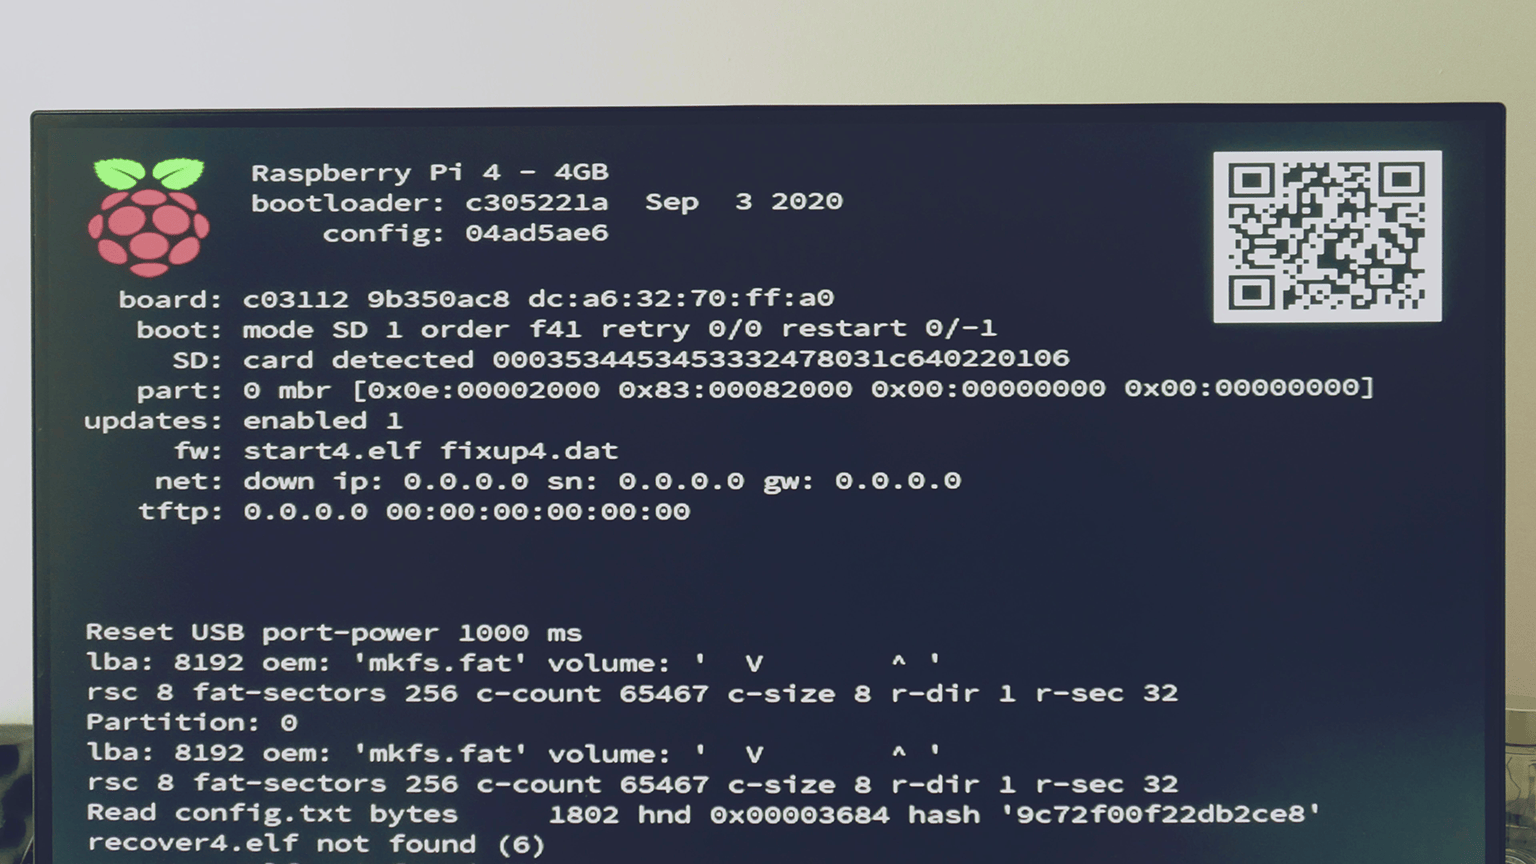 Raspberry Pi 4 - 4GB
bootloader: c305221a Sep 3 2020
config: 04ad5ae6
board: c03112 9b350ac8 dc:a6:32:70:ff:a0
boot: mode SD 1 order f41 retry 0/0 restart 0/-1
SD: card detected 00035344534533324780​31c640220106
part: 0 mbr [0x0e:00002000 0x83:00082000 0x00:00000000 0x00:00000000]
updates: enabled 1
fw: start4.elf fixup4.dat
net: down ip: 0.0.0.0 sn: 0.0.0.0 gw: 0.0.0.0
tftp: 0.0.0.0 00:00:00:00:00:00
Reset USB port-power 1000 ms
lba: 8192 oem: 'mkfs.fat' volume: ' V ^ '
rsc 8 fat-sectors 256 c-count 65467 c-size 8 r-dir 1 r-sec 32
Partition: 0
lba: 8192 oem: 'mkfs.fat' volume: ' V ^ '
rsc 8 fat-sectors 256 c-count 65467 c-size 8 r-dir 1 r-sec 32
Read config.txt bytes 1802 hnd 0x00003684 hash '9c72f00f22db2ce8'
recover4.elf not found (6)